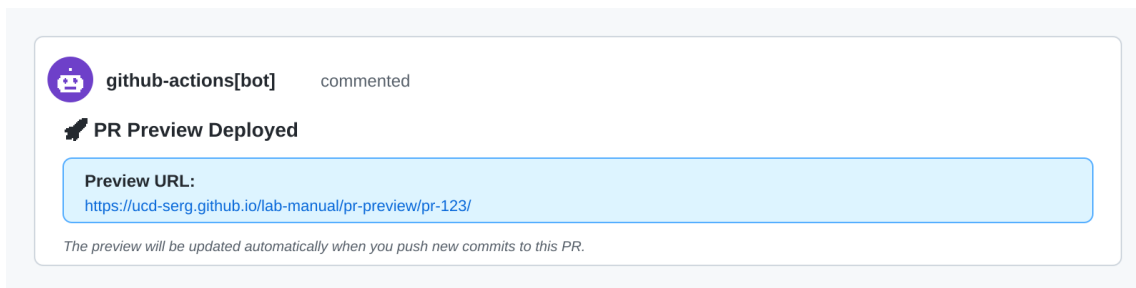 github-actions[bot] commented
PR Preview Deployed
Preview URL:
https://ucd-serg.github.io/lab-manual/pr-preview/pr-123/
The preview will be updated automatically when you push new commits to this PR.